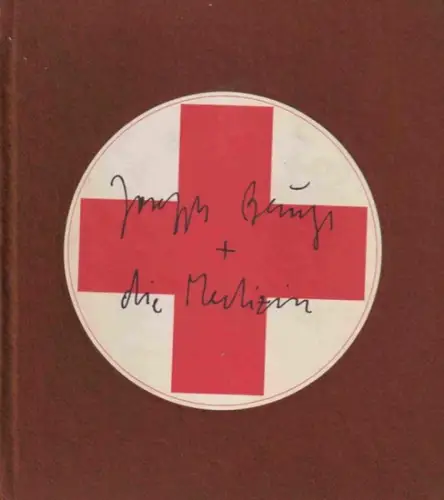 Joseph Beuys
+
die Medizin